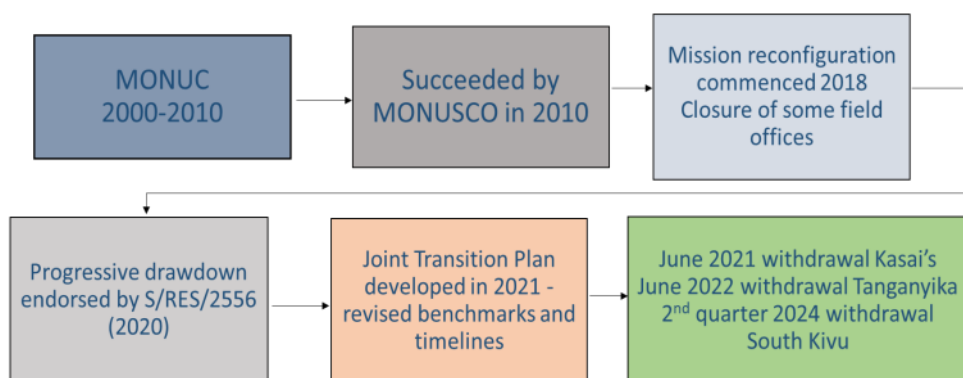 MONUC
2000-2010
Succeeded by
MONUSCO in 2010
Mission reconfiguration
commenced 2018
Closure of some field
offices
Progressive drawdown
endorsed by S/RES/2556
(2020)
Joint Transition Plan
developed in 2021 -
revised benchmarks and
timelines
June 2021 withdrawal Kasai's
June 2022 withdrawal Tanganyika
2nd quarter 2024 withdrawal
South Kivu